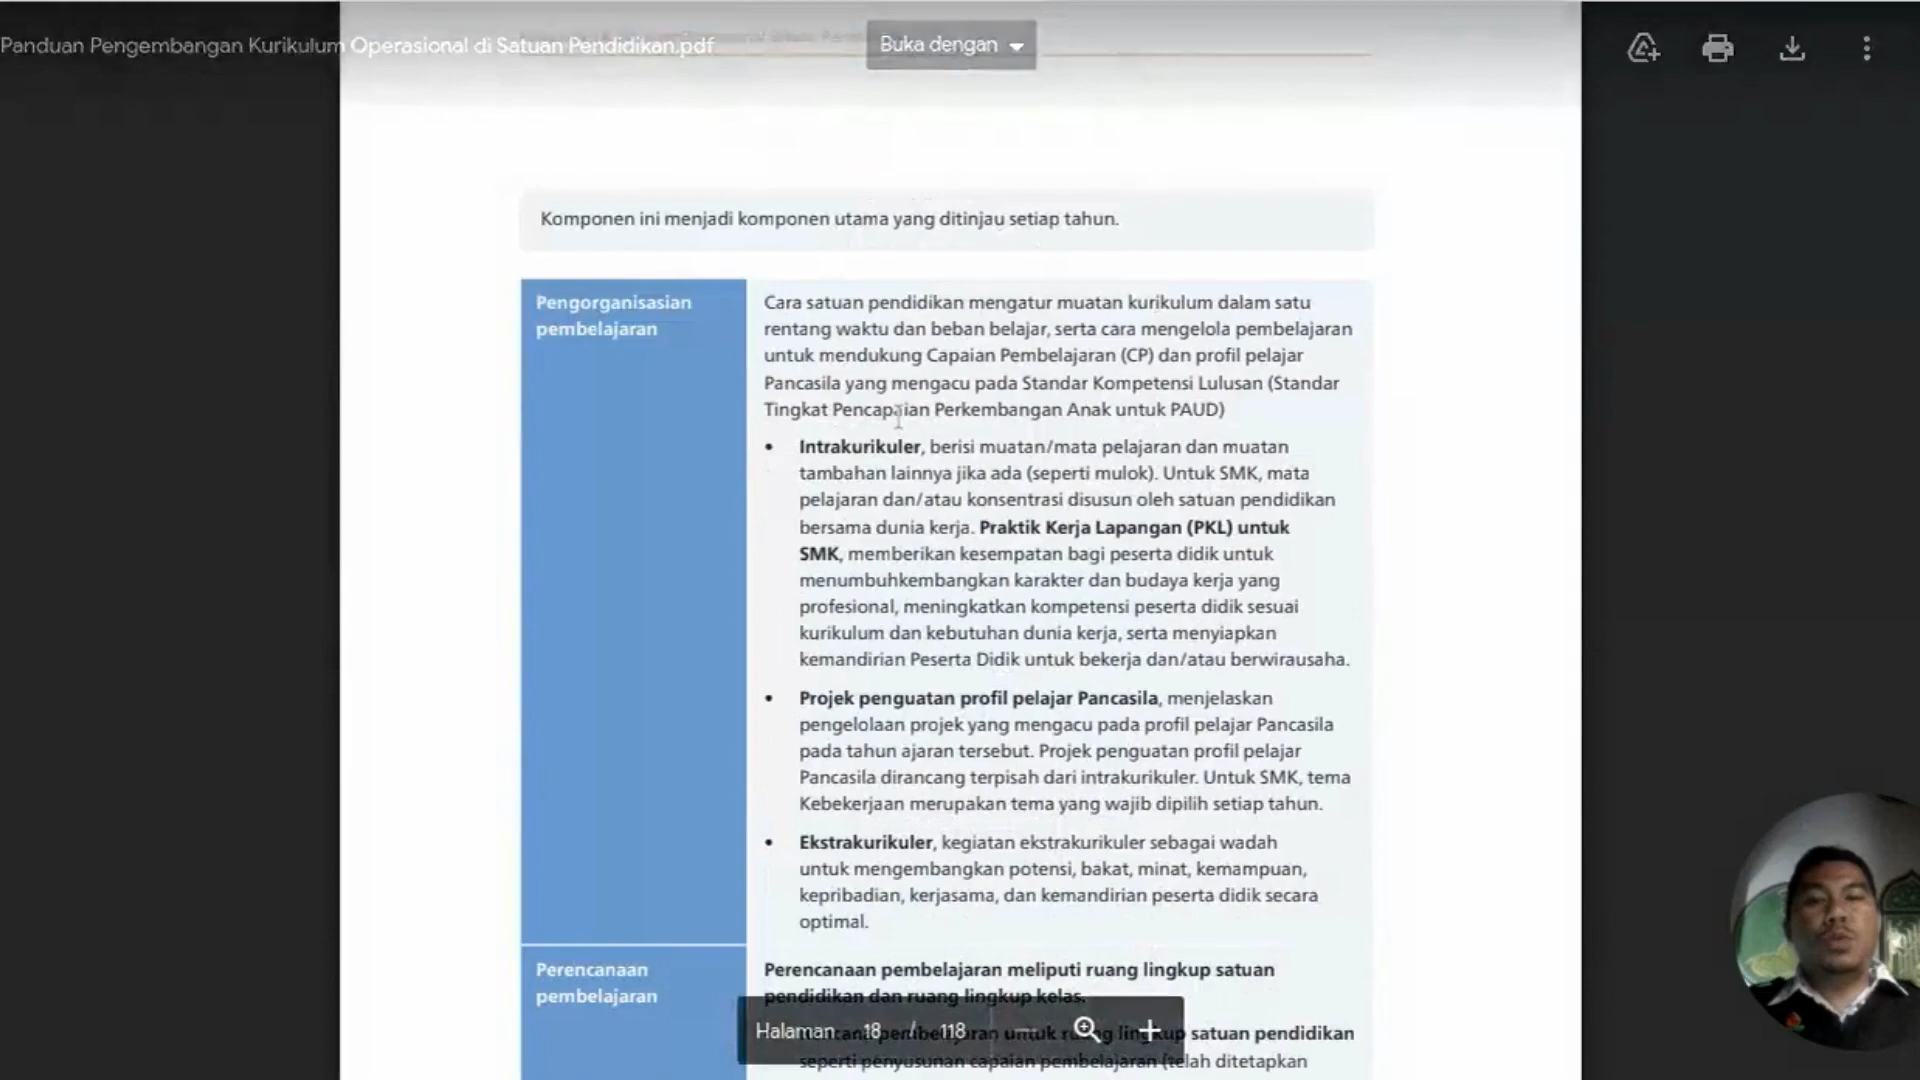 Panduan Pengembangan Kurikulum Operasional di Satuan Pendidikan.pdf
Buka dengan
Komponen ini menjadi komponen utama yang ditinjau setiap tahun.
Pengorganisasian
pembelajaran
Cara satuan pendidikan mengatur muatan kurikulum dalam satu
rentang waktu dan beban belajar, serta cara mengelola pembelajaran
untuk mendukung Capaian Pembelajaran (CP) dan profil pelajar
Pancasila yang mengacu pada Standar Kompetensi Lulusan (Standar
Tingkat Pencapaian Perkembangan Anak untuk PAUD)
• Intrakurikuler, berisi muatan/mata pelajaran dan muatan
tambahan lainnya jika ada (seperti mulok). Untuk SMK, mata
pelajaran dan/atau konsentrasi disusun oleh satuan pendidikan
bersama dunia kerja. Praktik Kerja Lapangan (PKL) untuk
SMK, memberikan kesempatan bagi peserta didik untuk
menumbuhkembangkan karakter dan budaya kerja yang
profesional, meningkatkan kompetensi peserta didik sesuai
kurikulum dan kebutuhan dunia kerja, serta menyiapkan
kemandirian Peserta Didik untuk bekerja dan/atau berwirausaha.
• Projek penguatan profil pelajar Pancasila, menjelaskan
pengelolaan projek yang mengacu pada profil pelajar Pancasila
pada tahun ajaran tersebut. Projek penguatan profil pelajar
Pancasila dirancang terpisah dari intrakurikuler. Untuk SMK, tema
Kebekerjaan merupakan tema yang wajib dipilih setiap tahun.
• Ekstrakurikuler, kegiatan ekstrakurikuler sebagai wadah
untuk mengembangkan potensi, bakat, minat, kemampuan,
kepribadian, kerjasama, dan kemandirian peserta didik secara
optimal.
Perencanaan
pembelajaran
Perencanaan pembelajaran meliputi ruang lingkup satuan
pendidikan dan ruang lingkup kelas.
pembelajaran untuk ruang lingkup satuan pendidikan
seperti penyusunan capaian pembelajaran (telah ditetapkan
Halaman 18 / 118